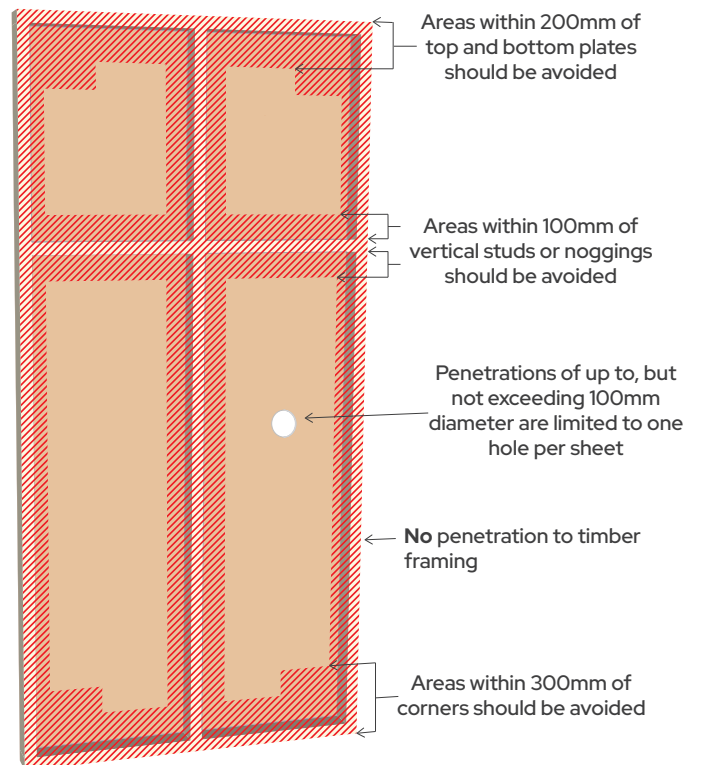 Areas within 200mm of
top and bottom plates
should be avoided
Areas within 100mm of
vertical studs or noggings
should be avoided
Penetrations of up to, but
not exceeding 100mm
diameter are limited to one
hole per sheet
No penetration to timber
framing
Areas within 300mm of
corners should be avoided